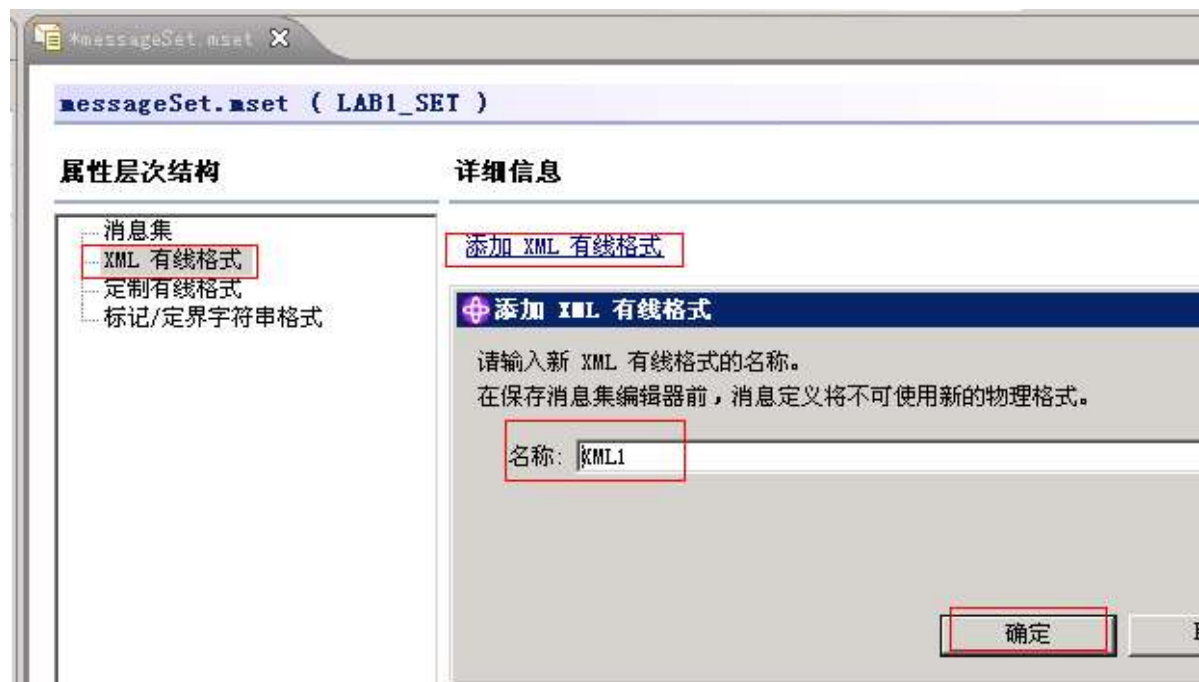 *messageSet.mset
messageSet.mset ( LAB1_SET )
属性层次结构
消息集
XML 有线格式
定制有线格式
标记/定界字符串格式
详细信息
添加 XML 有线格式
添加 XML 有线格式
请输入新 XML 有线格式的名称。
在保存消息集编辑器前，消息定义将不可使用新的物理格式。
名称: XML1
确定